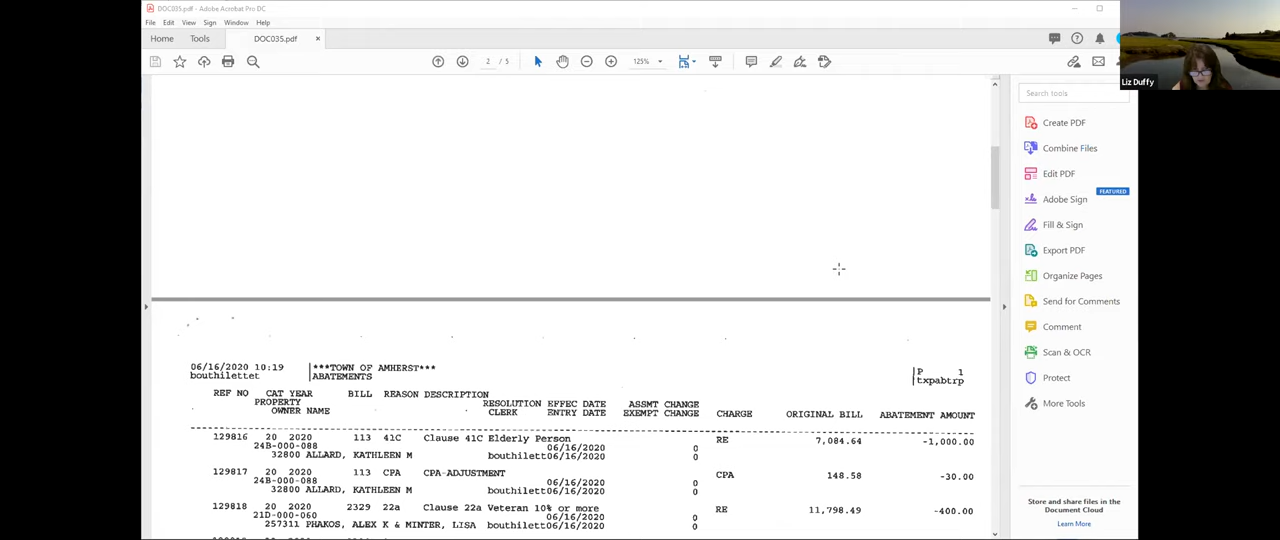 DOC035.pdf - Adobe Acrobat Pro DC
File Edit View Sign Window Help
Home Tools DOC035.pdf ×
2 / 5 125%
Liz Duffy
Search tools
Create PDF
Combine Files
Edit PDF
FEATURED
Adobe Sign
Fill & Sign
Export PDF
Organize Pages
Send for Comments
Comment
Scan & OCR
Protect
More Tools
Store and share files in the
Document Cloud
Learn More
06/16/2020 10:19 |***TOWN OF AMHERST*** |P 1
bouthilettet |ABATEMENTS |txpabtrp
REF NO CAT YEAR BILL REASON DESCRIPTION
PROPERTY RESOLUTION EFFEC DATE ASSMT CHANGE
OWNER NAME CLERK ENTRY DATE EXEMPT CHANGE CHARGE ORIGINAL BILL ABATEMENT AMOUNT
129816 20 2020 113 41C Clause 41C Elderly Person RE 7,084.64 -1,000.00
24B-000-088 06/16/2020 0
32800 ALLARD, KATHLEEN M bouthilett06/16/2020 0
129817 20 2020 113 CPA CPA-ADJUSTMENT CPA 148.58 -30.00
24B-000-088 06/16/2020 0
32800 ALLARD, KATHLEEN M bouthilett06/16/2020 0
129818 20 2020 2329 22a Clause 22a Veteran 10% or more RE 11,798.49 -400.00
21D-000-060 06/16/2020 0
257311 PHAKOS, ALEX K & MINTER, LISA bouthilett06/16/2020 0